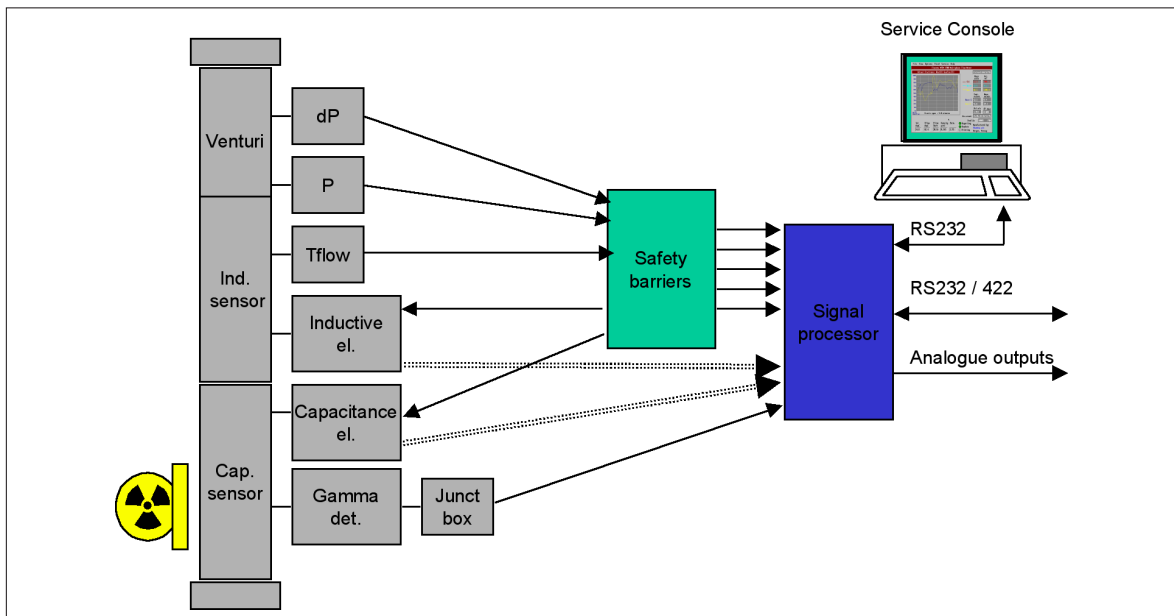 Service Console
dP
Venturi
P
Tflow
Safety
barriers
RS232
Ind.
sensor
RS232 / 422
Inductive
el.
Signal
processor
Analogue outputs
Capacitance
el.
Cap.
sensor
Gamma
det.
Junct
box